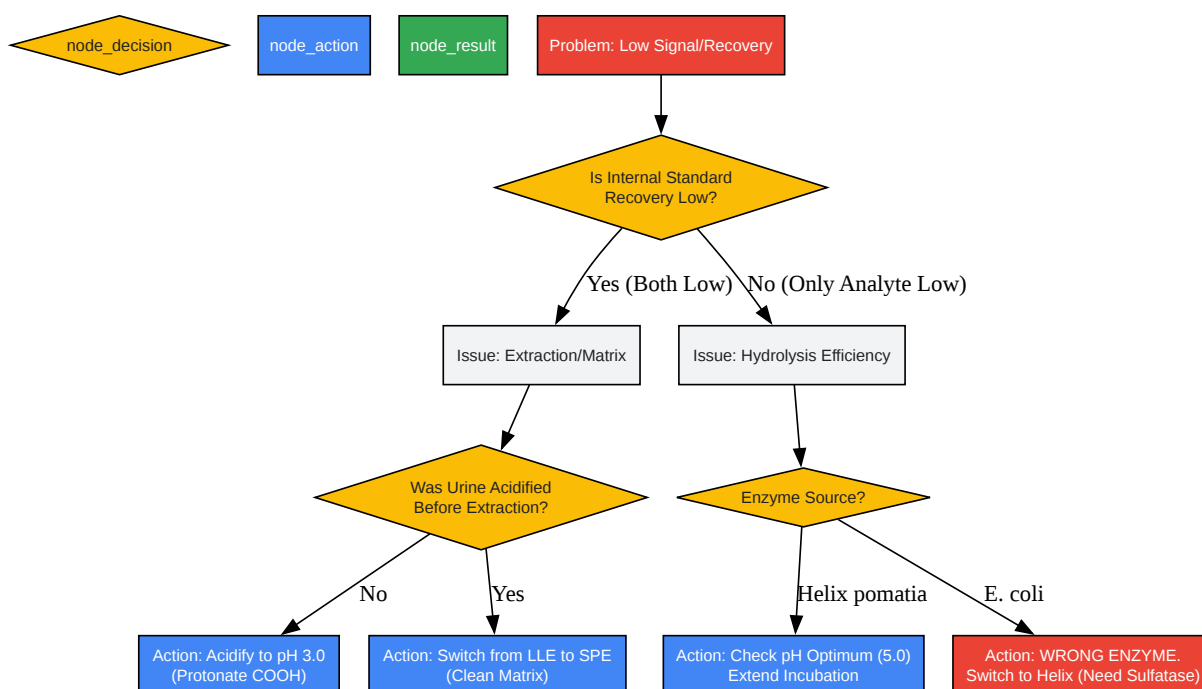 node_decision
node_action
node_result
Problem: Low Signal/Recovery
Is Internal Standard
Recovery Low?
Yes (Both Low)
No (Only Analyte Low)
Issue: Extraction/Matrix
Issue: Hydrolysis Efficiency
Was Urine Acidified
Before Extraction?
Enzyme Source?
No
Yes
Helix pomatia
E. coli
Action: Acidify to pH 3.0
(Protonate COOH)
Action: Switch from LLE to SPE
(Clean Matrix)
Action: Check pH Optimum (5.0)
Extend Incubation
Action: WRONG ENZYME.
Switch to Helix (Need Sulfatase)